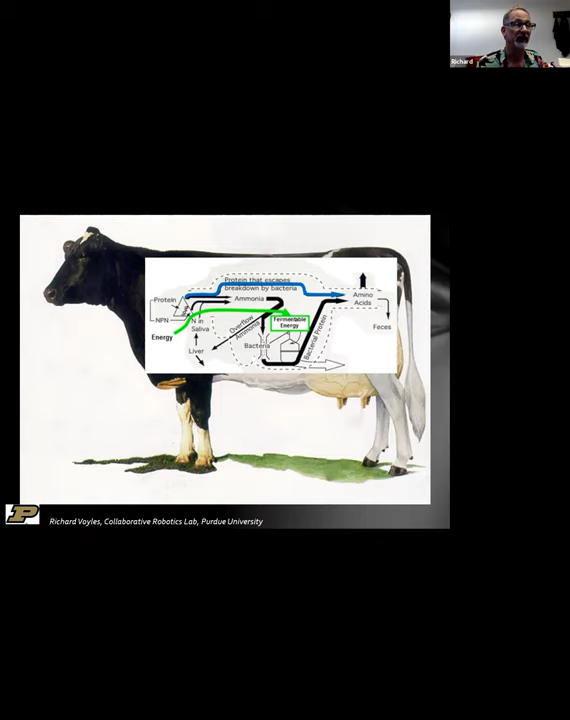 Richard
Protein that escapes
breakdown by bacteria
Protein
Ammonia
Amino
Acids
NPN
N in
Saliva
Fermentable
Energy
Energy
Overflow
Ammonia
Feces
Liver
Bacteria
Bacterial Protein
P
Richard Voyles, Collaborative Robotics Lab, Purdue University